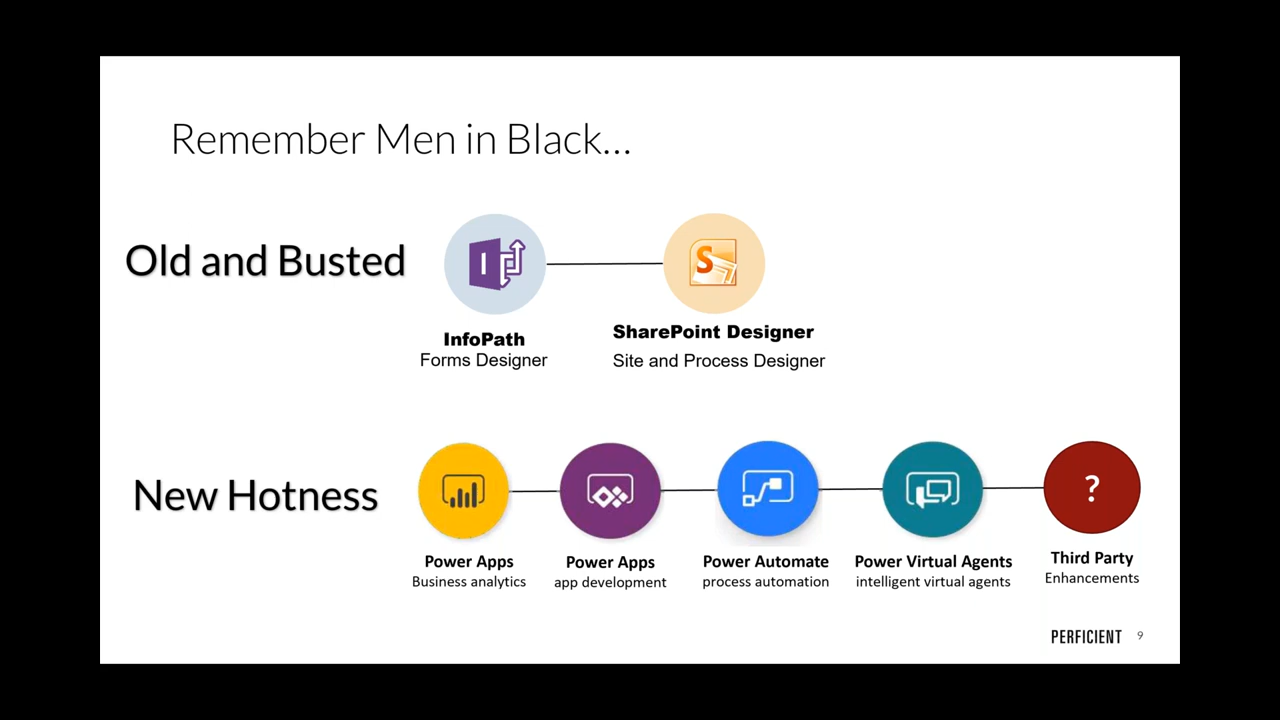 Remember Men in Black...
Old and Busted
I
S
InfoPath
Forms Designer
SharePoint Designer
Site and Process Designer
New Hotness
?
Power Apps
Business analytics
Power Apps
app development
Power Automate
process automation
Power Virtual Agents
intelligent virtual agents
Third Party
Enhancements
PERFICIENT 9